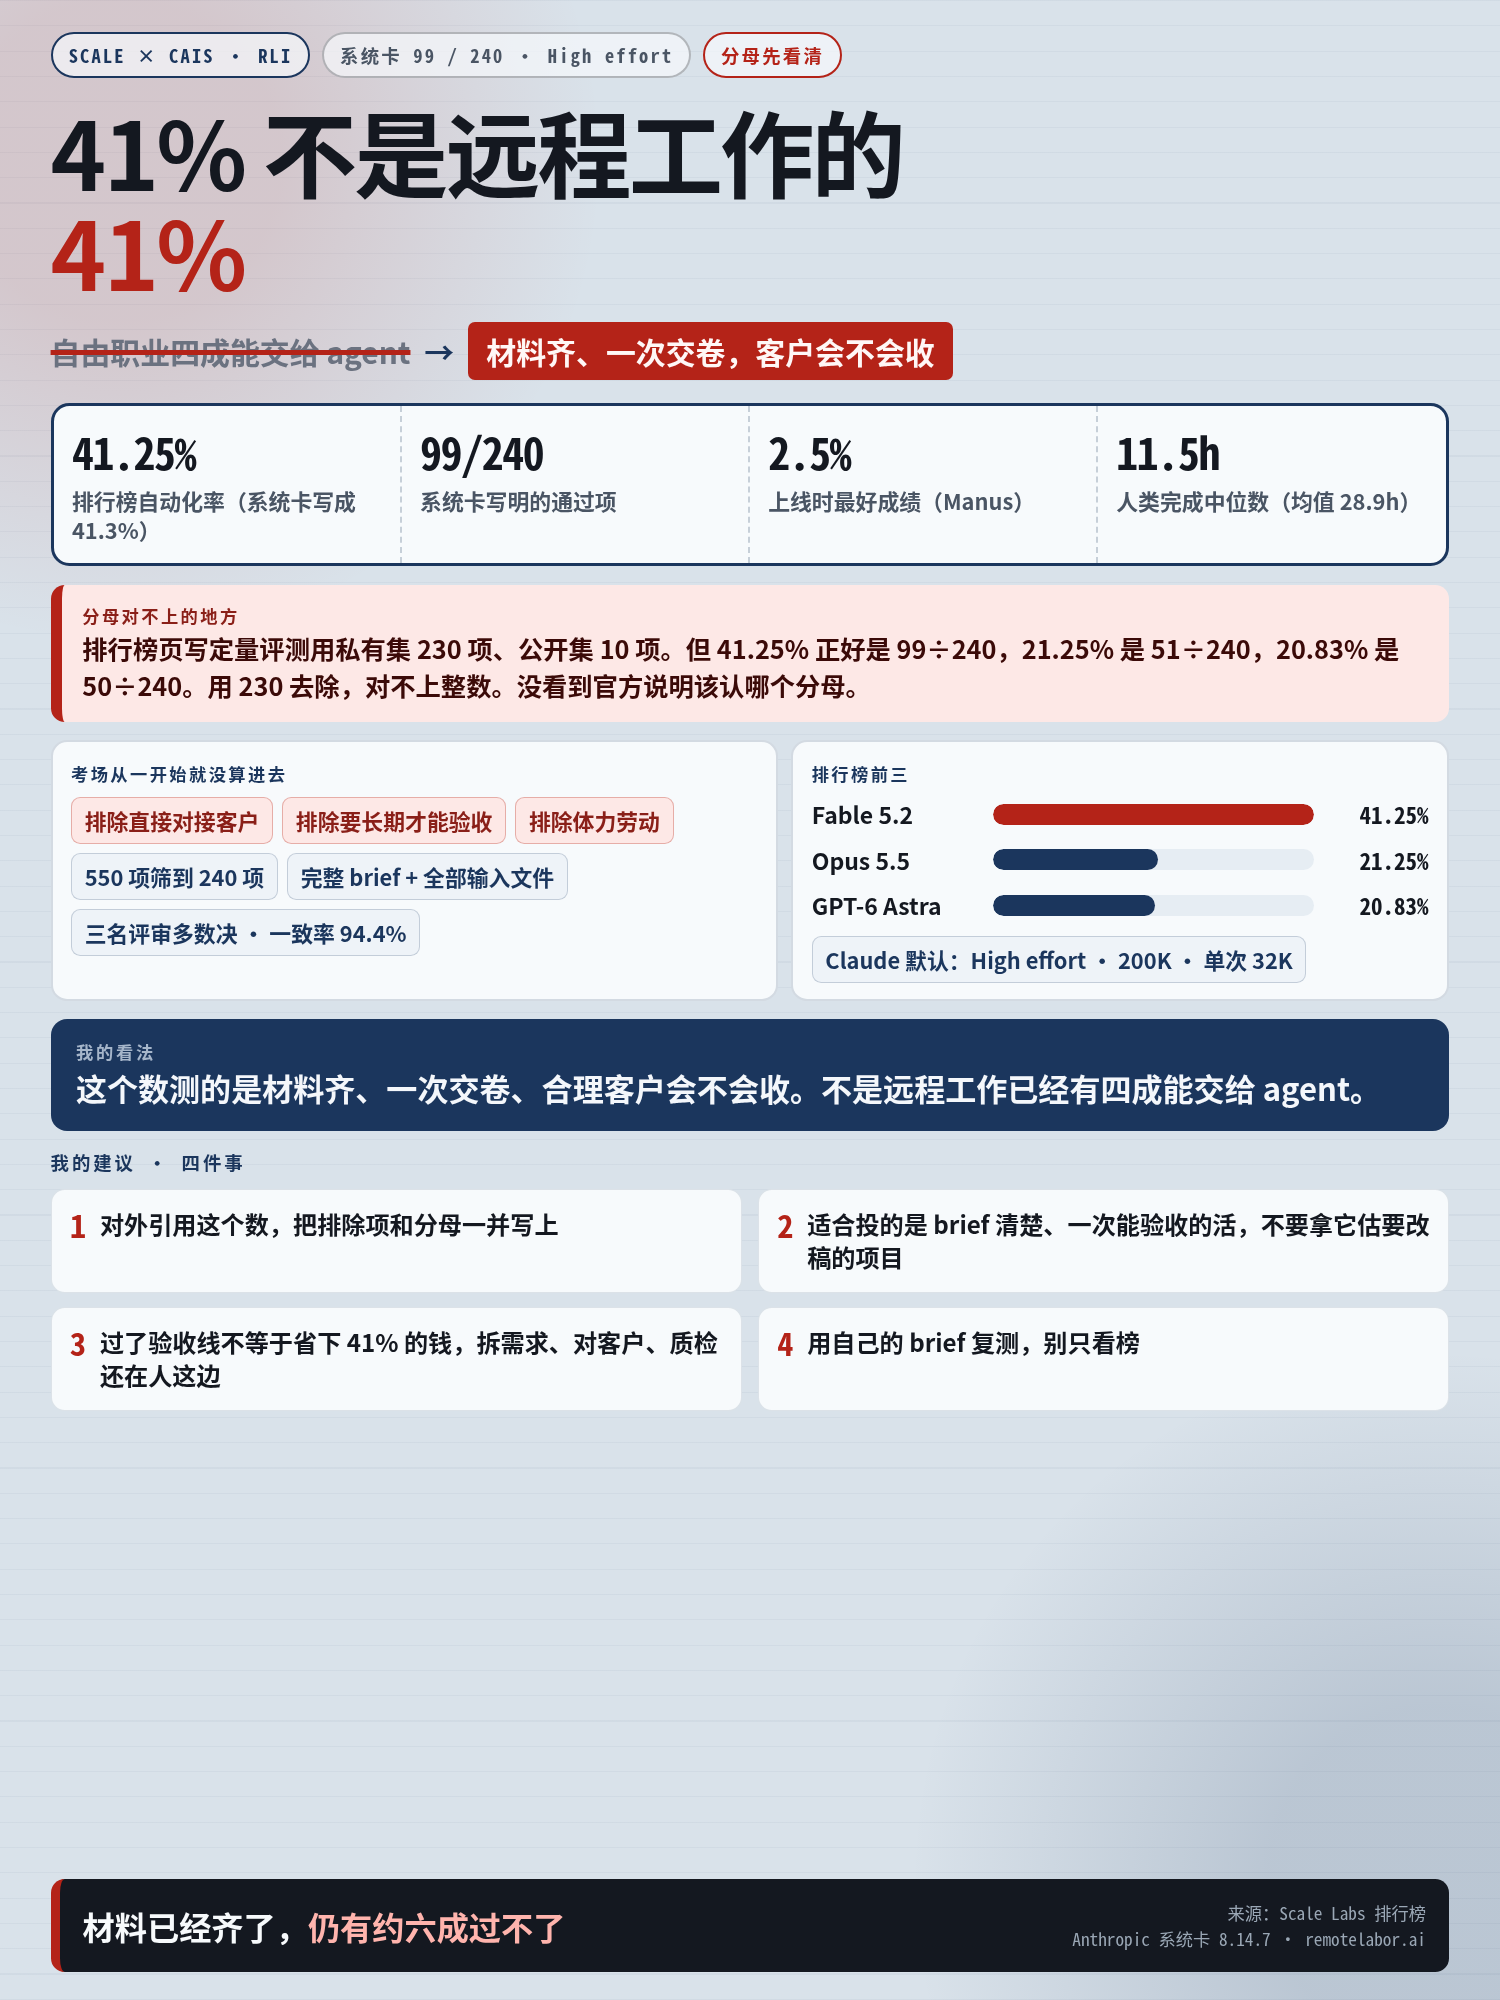 SCALE × CAIS · RLI
系统卡 99 / 240 · High effort
分母先看清
41% 不是远程工作的
41%
自由职业四成能交给 agent → 材料齐、一次交卷，客户会不会收
41.25%
排行榜自动化率（系统卡写成
41.3%）
99/240
系统卡写明的通过项
2.5%
上线时最好成绩（Manus）
11.5h
人类完成中位数（均值 28.9h）
分母对不上的地方
排行榜页写定量评测用私有集 230 项、公开集 10 项。但 41.25% 正好是 99÷240，21.25% 是 51÷240，20.83% 是
50÷240。用 230 去除，对不上整数。没看到官方说明该认哪个分母。
考场从一开始就没算进去
排除直接对接客户
排除要长期才能验收
排除体力劳动
550 项筛到 240 项
完整 brief + 全部输入文件
三名评审多数决 · 一致率 94.4%
排行榜前三
Fable 5.2 41.25%
Opus 5.5 21.25%
GPT-6 Astra 20.83%
Claude 默认：High effort · 200K · 单次 32K
我的看法
这个数测的是材料齐、一次交卷、合理客户会不会收。不是远程工作已经有四成能交给 agent。
我的建议 · 四件事
1 对外引用这个数，把排除项和分母一并写上
2 适合投的是 brief 清楚、一次能验收的活，不要拿它估要改
稿的项目
3 过了验收线不等于省下 41% 的钱，拆需求、对客户、质检
还在人这边
4 用自己的 brief 复测，别只看榜
材料已经齐了，仍有约六成过不了
来源：Scale Labs 排行榜
Anthropic 系统卡 8.14.7 · remotelabor.ai